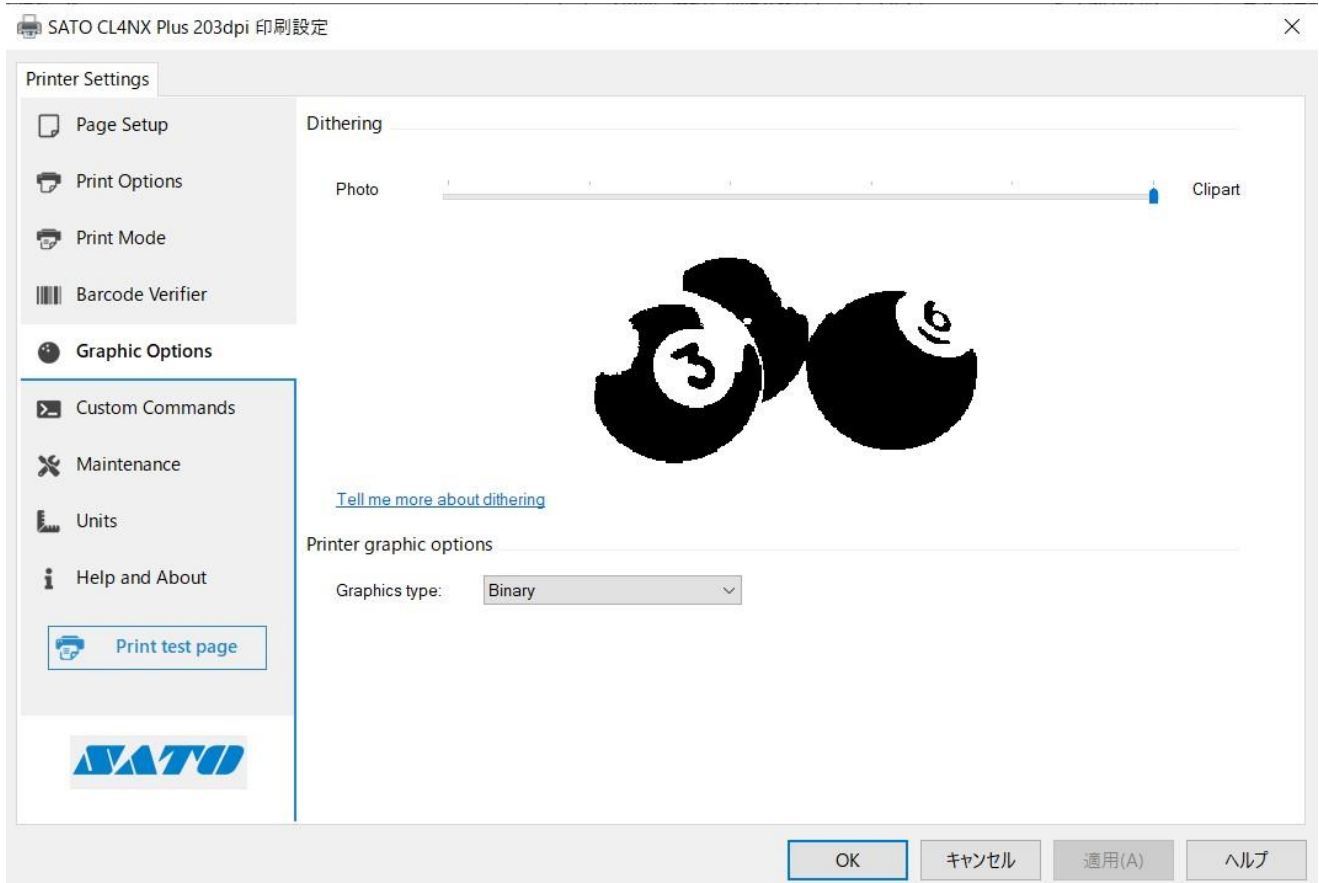 SATO CL4NX Plus 203dpi 印刷設定
Printer Settings
Page Setup
Print Options
Print Mode
Barcode Verifier
Graphic Options
Custom Commands
Maintenance
Units
Help and About
Print test page
SATO
Dithering
Photo
Clipart
3
6
Tell me more about dithering
Printer graphic options
Graphics type: Binary
OK キャンセル 適用(A) ヘルプ